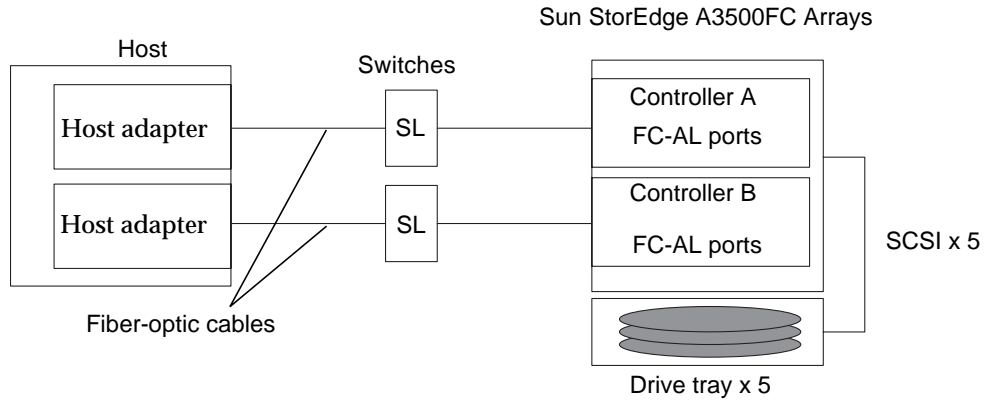 Sun StorEdge A3500FC Arrays
Host
Switches
Host adapter
SL
Controller A
FC-AL ports
Host adapter
SL
Controller B
FC-AL ports
SCSI x 5
Fiber-optic cables
Drive tray x 5